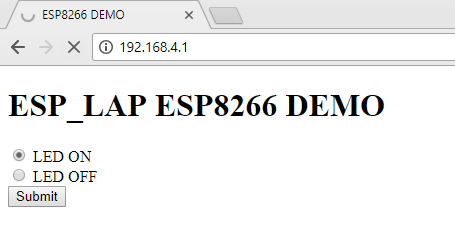 ESP8266 DEMO
192.168.4.1
ESP_LAP ESP8266 DEMO
LED ON
LED OFF
Submit